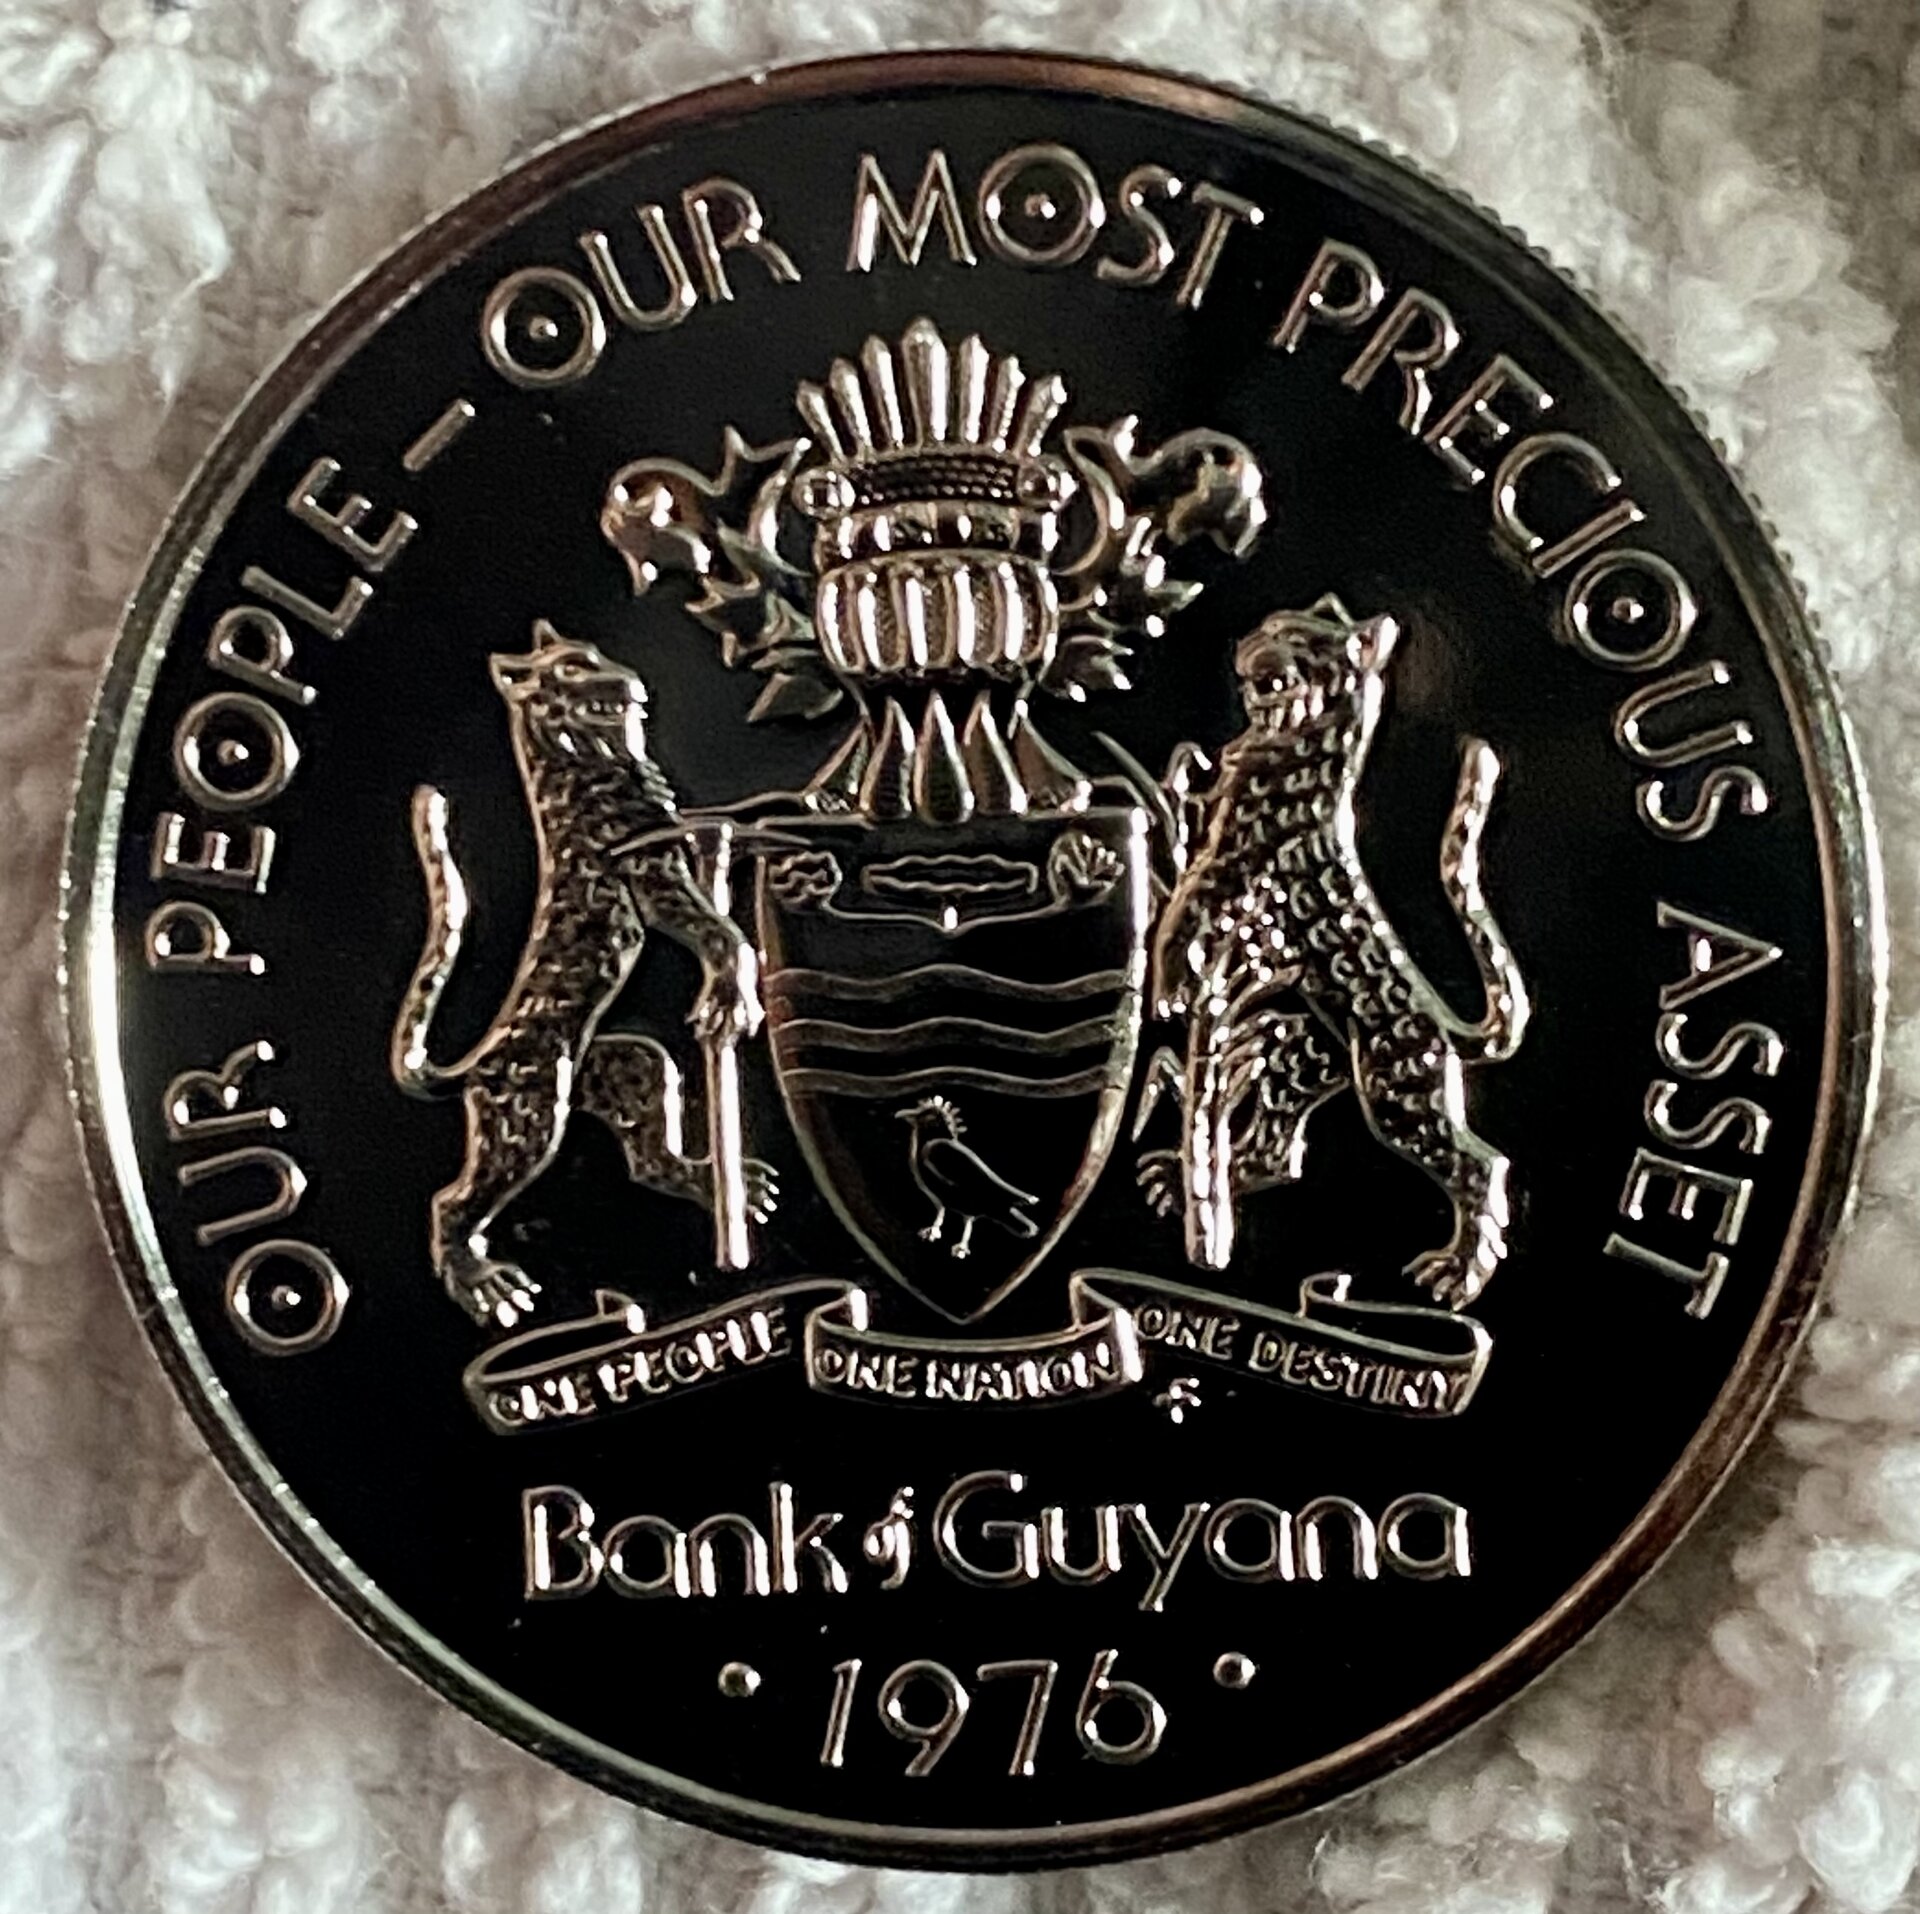 OUR PEOPLE - OUR MOST PRECIOUS ASSET
ONE PEOPLE ONE NATION ONE DESTINY
Bank of Guyana
• 1976 •